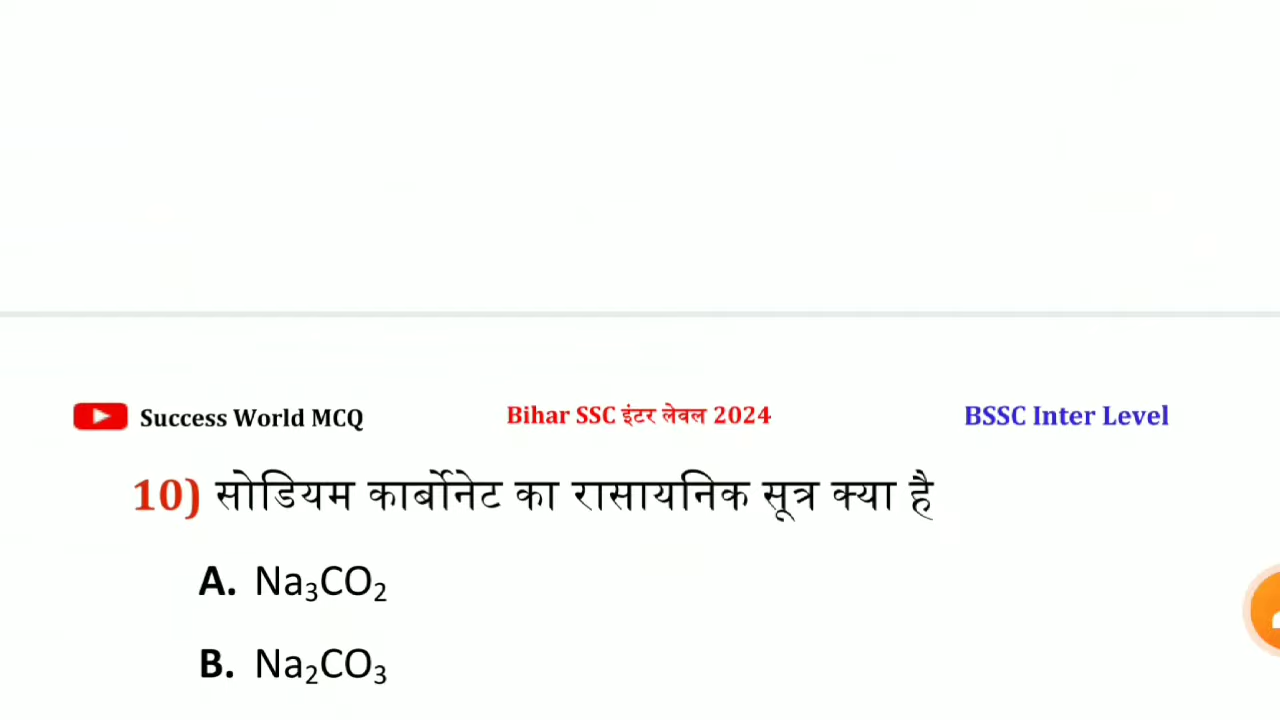 Success World MCQ Bihar SSC इंटर लेवल 2024 BSSC Inter Level
10) सोडियम कार्बोनेट का रासायनिक सूत्र क्या है
A. Na₃CO₂
B. Na₂CO₃